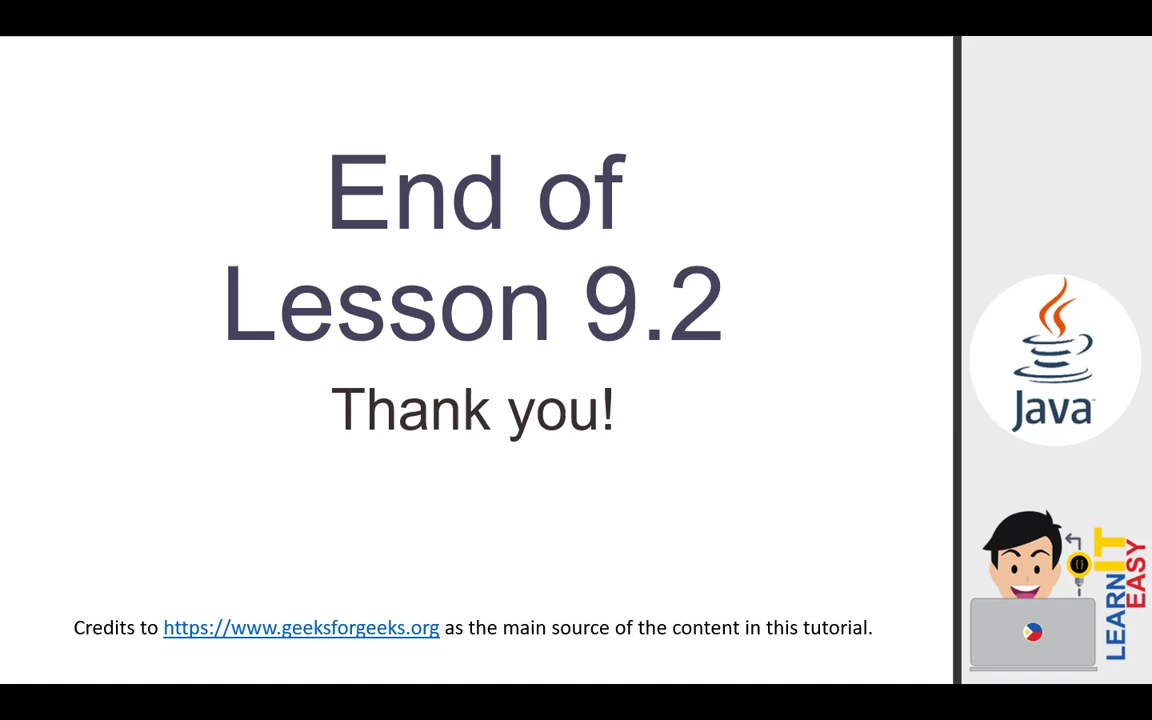 End of
Lesson 9.2
Thank you!
Credits to https://www.geeksforgeeks.org as the main source of the content in this tutorial.
Java™
LEARN IT
EASY